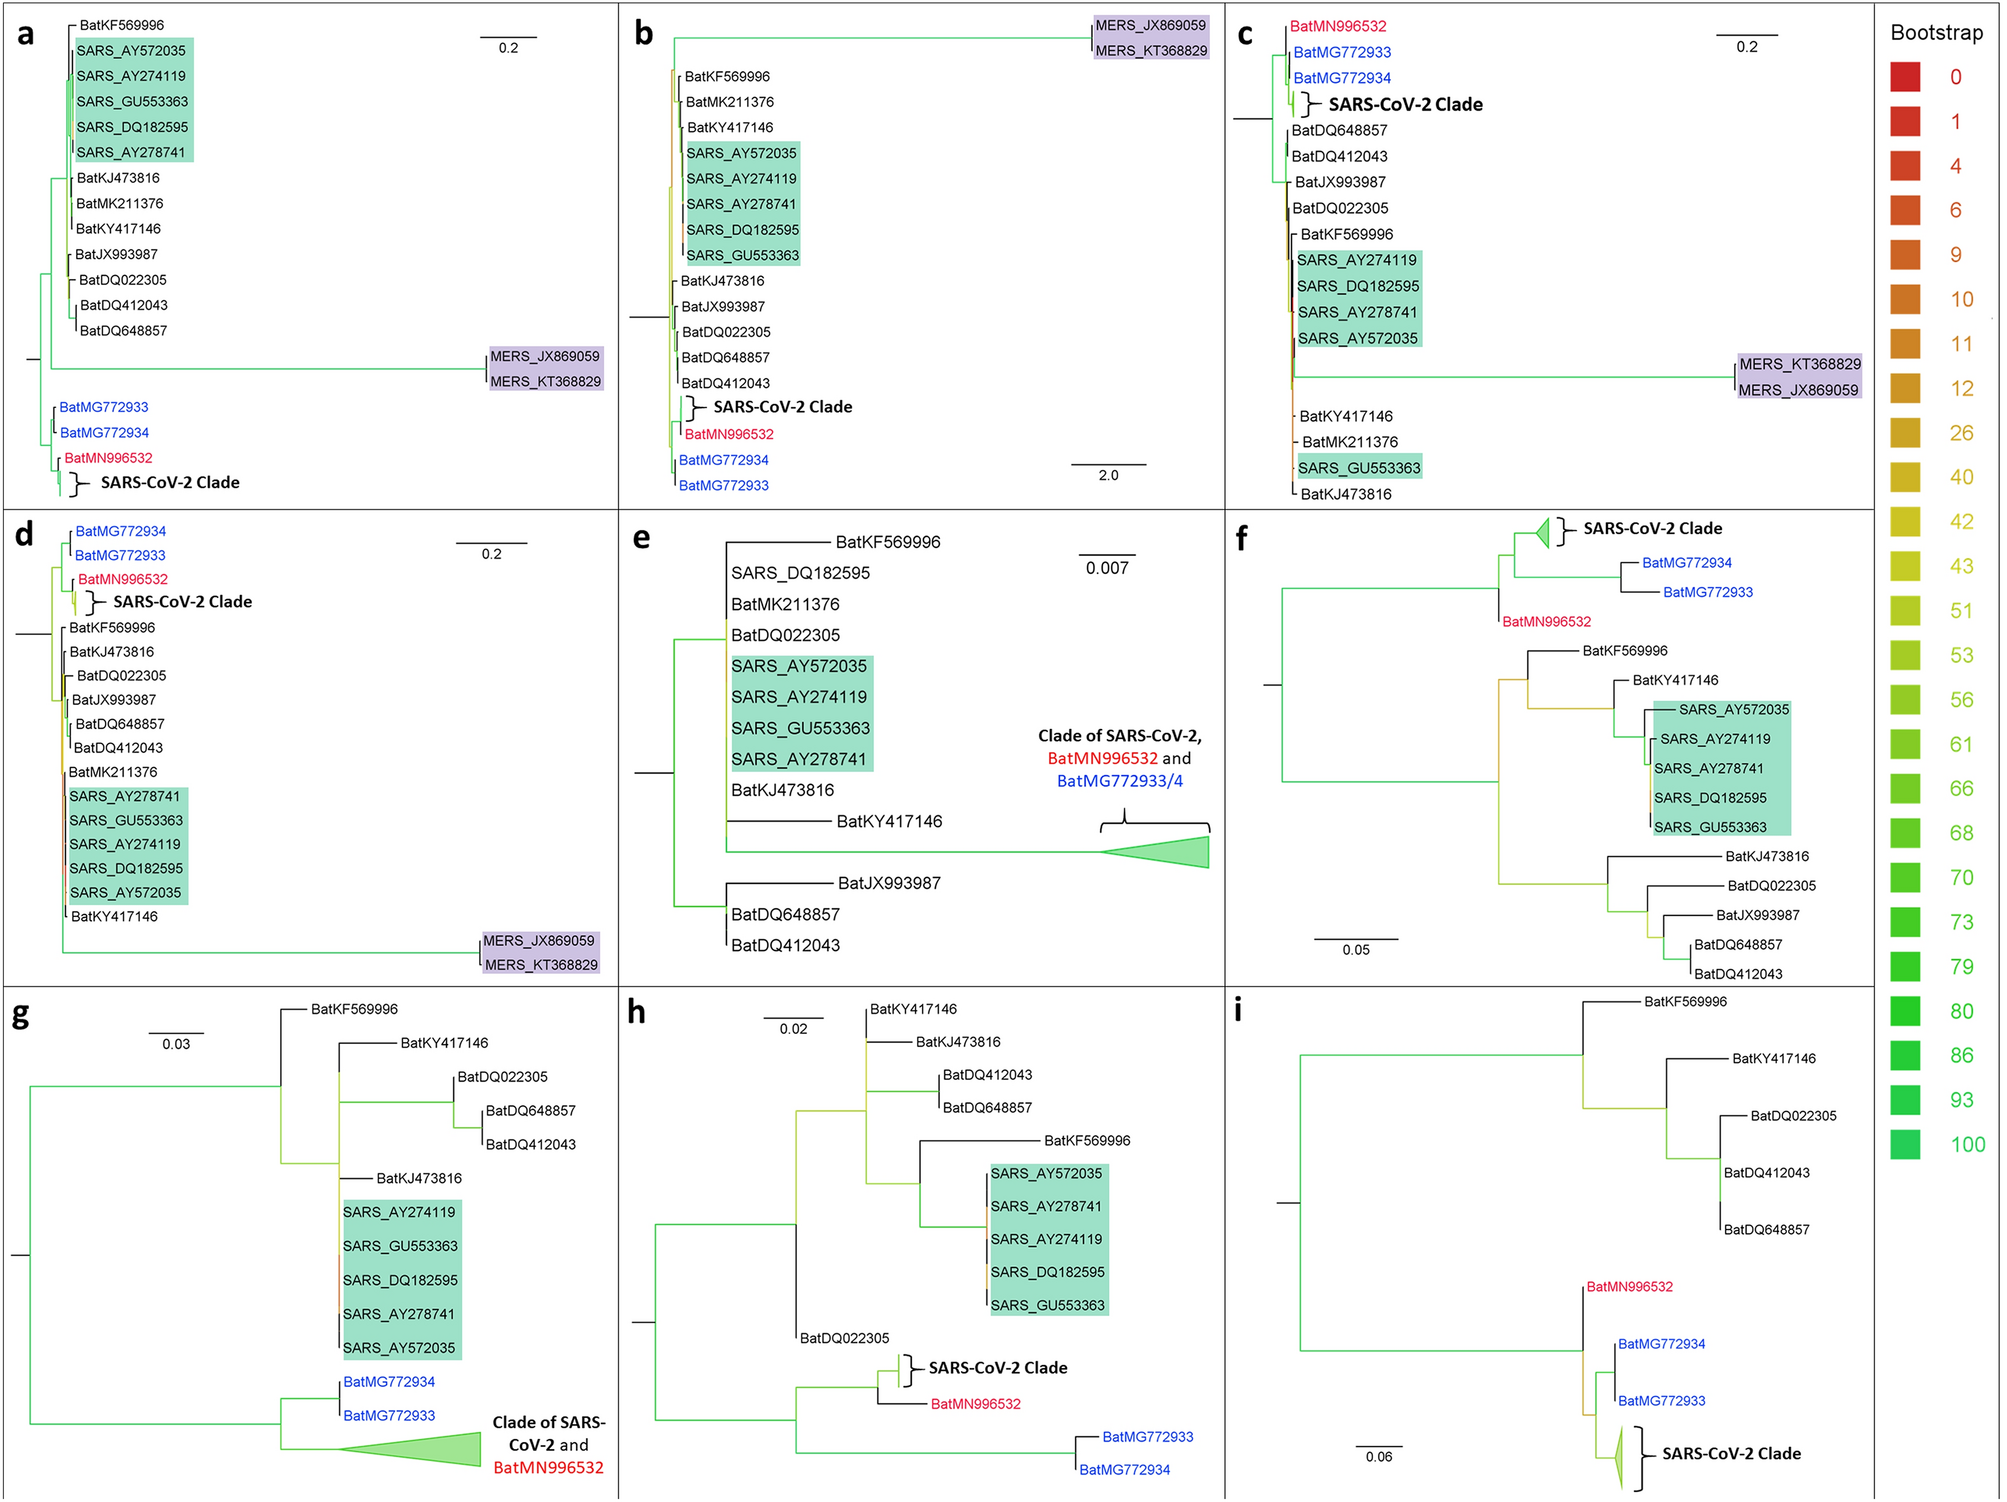 a
BatKF569996
SARS_AY572035
SARS_AY274119
SARS_GU553363
SARS_DQ182595
SARS_AY278741
BatKJ473816
BatMK211376
BatKY417146
BatJX993987
BatDQ022305
BatDQ412043
BatDQ648857
MERS_JX869059
MERS_KT368829
BatMG772933
BatMG772934
BatMN996532
SARS-CoV-2 Clade
0.2
b
MERS_JX869059
MERS_KT368829
BatKF569996
BatMK211376
BatKY417146
SARS_AY572035
SARS_AY274119
SARS_AY278741
SARS_DQ182595
SARS_GU553363
BatKJ473816
BatJX993987
BatDQ022305
BatDQ648857
BatDQ412043
SARS-CoV-2 Clade
BatMN996532
BatMG772934
BatMG772933
2.0
c
BatMN996532
BatMG772933
BatMG772934
SARS-CoV-2 Clade
BatDQ648857
BatDQ412043
BatJX993987
BatDQ022305
BatKF569996
SARS_AY274119
SARS_DQ182595
SARS_AY278741
SARS_AY572035
MERS_KT368829
MERS_JX869059
BatKY417146
BatMK211376
SARS_GU553363
BatKJ473816
0.2
d
BatMG772934
BatMG772933
BatMN996532
SARS-CoV-2 Clade
BatKF569996
BatKJ473816
BatDQ022305
BatJX993987
BatDQ648857
BatDQ412043
BatMK211376
SARS_AY278741
SARS_GU553363
SARS_AY274119
SARS_DQ182595
SARS_AY572035
BatKY417146
MERS_JX869059
MERS_KT368829
0.2
e
BatKF569996
SARS_DQ182595
BatMK211376
BatDQ022305
SARS_AY572035
SARS_AY274119
SARS_GU553363
SARS_AY278741
BatKJ473816
BatKY417146
Clade of SARS-CoV-2,
BatMN996532 and
BatMG772933/4
BatJX993987
BatDQ648857
BatDQ412043
0.007
f
SARS-CoV-2 Clade
BatMG772934
BatMG772933
BatMN996532
BatKF569996
BatKY417146
SARS_AY572035
SARS_AY274119
SARS_AY278741
SARS_DQ182595
SARS_GU553363
BatKJ473816
BatDQ022305
BatJX993987
BatDQ648857
BatDQ412043
0.05
g
BatKF569996
BatKY417146
BatDQ022305
BatDQ648857
BatDQ412043
BatKJ473816
SARS_AY274119
SARS_GU553363
SARS_DQ182595
SARS_AY278741
SARS_AY572035
BatMG772934
BatMG772933
Clade of SARS-
CoV-2 and
BatMN996532
0.03
h
BatKY417146
BatKJ473816
BatDQ412043
BatDQ648857
BatKF569996
SARS_AY572035
SARS_AY278741
SARS_AY274119
SARS_DQ182595
SARS_GU553363
BatDQ022305
SARS-CoV-2 Clade
BatMN996532
BatMG772933
BatMG772934
0.02
i
BatKF569996
BatKY417146
BatDQ022305
BatDQ412043
BatDQ648857
BatMN996532
BatMG772934
BatMG772933
SARS-CoV-2 Clade
0.06
Bootstrap
0
1
4
6
9
10
11
12
26
40
42
43
51
53
56
61
66
68
70
73
79
80
86
93
100